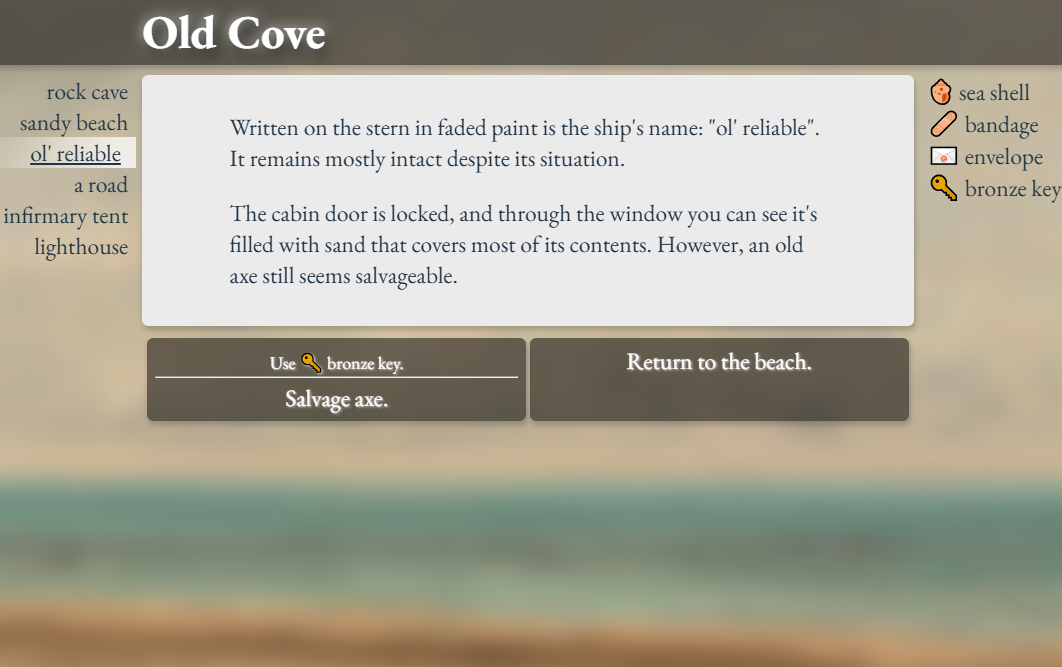 Old Cove
rock cave
sandy beach
ol' reliable
a road
infirmary tent
lighthouse
Written on the stern in faded paint is the ship's name: "ol' reliable".
It remains mostly intact despite its situation.
The cabin door is locked, and through the window you can see it's
filled with sand that covers most of its contents. However, an old
axe still seems salvageable.
Use bronze key.
Salvage axe.
Return to the beach.
sea shell
bandage
envelope
bronze key